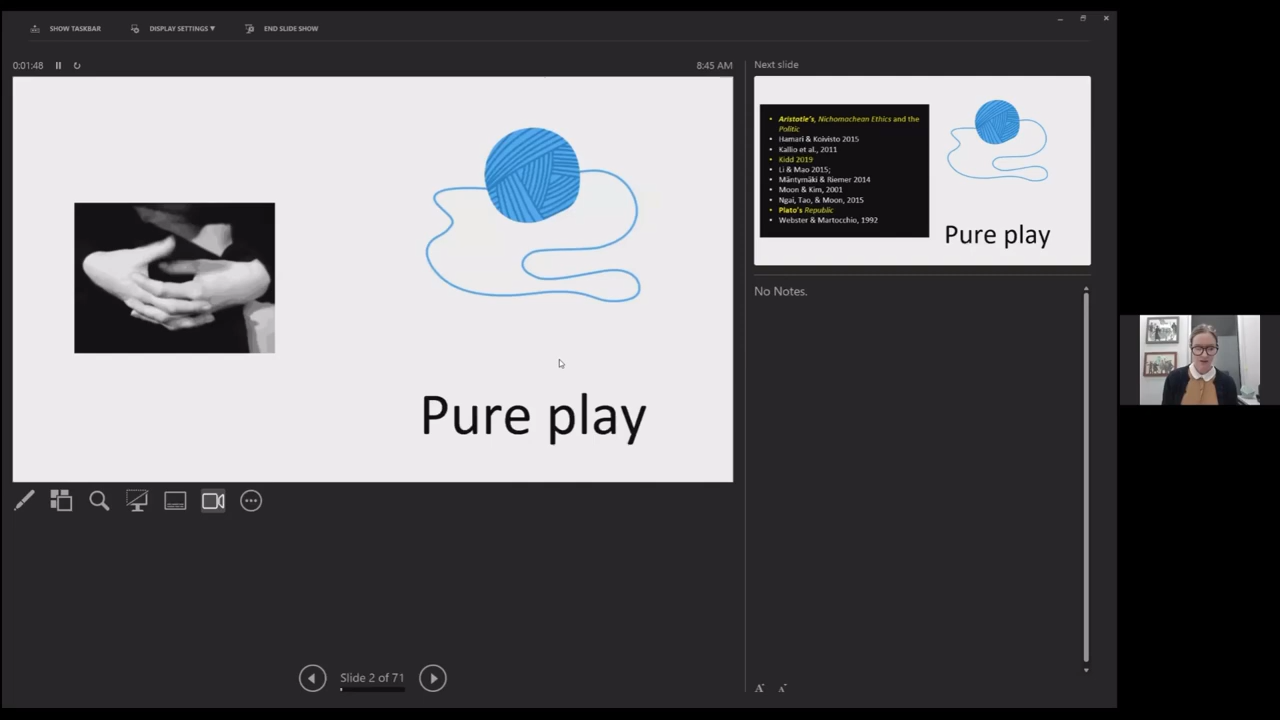 SHOW TASKBAR
DISPLAY SETTINGS ▼
END SLIDE SHOW
0:01:48
8:45 AM
Pure play
Slide 2 of 71
Next slide
• Aristotle's, Nichomachean Ethics and the
Politic
• Hamari & Koivisto 2015
• Kallio et al., 2011
• Kidd 2019
• Li & Mao 2015;
• Mäntymäki & Riemer 2014
• Moon & Kim, 2001
• Ngai, Tao, & Moon, 2015
• Plato's Republic
• Webster & Martocchio, 1992
Pure play
No Notes.
A A